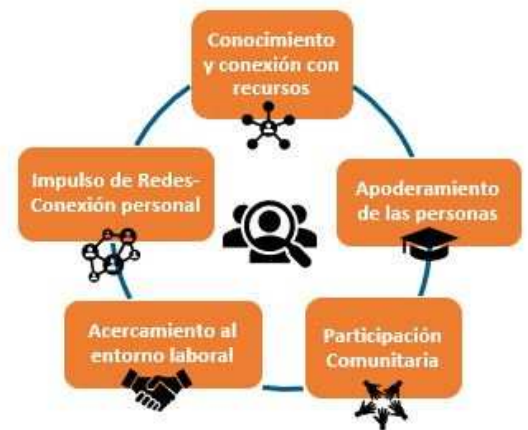 Conocimiento
y conexión con
recursos
Apoderamiento
de las personas
Participación
Comunitaria
Acercamiento al
entorno laboral
Impulso de Redes-
Conexión personal